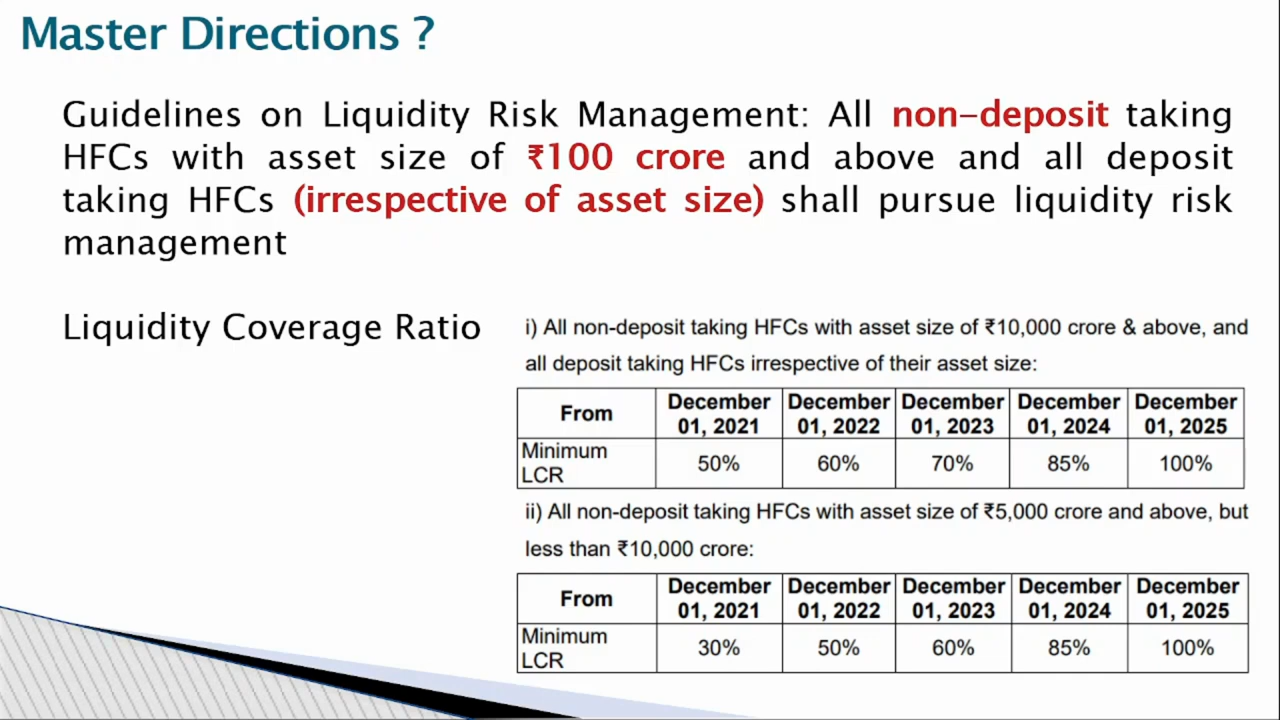 Master Directions ?
Guidelines on Liquidity Risk Management: All non-deposit taking
HFCs with asset size of ₹100 crore and above and all deposit
taking HFCs (irrespective of asset size) shall pursue liquidity risk
management
Liquidity Coverage Ratio
i) All non-deposit taking HFCs with asset size of ₹10,000 crore & above, and
all deposit taking HFCs irrespective of their asset size:
From December 01, 2021 December 01, 2022 December 01, 2023 December 01, 2024 December 01, 2025
Minimum LCR 50% 60% 70% 85% 100%
ii) All non-deposit taking HFCs with asset size of ₹5,000 crore and above, but
less than ₹10,000 crore:
From December 01, 2021 December 01, 2022 December 01, 2023 December 01, 2024 December 01, 2025
Minimum LCR 30% 50% 60% 85% 100%